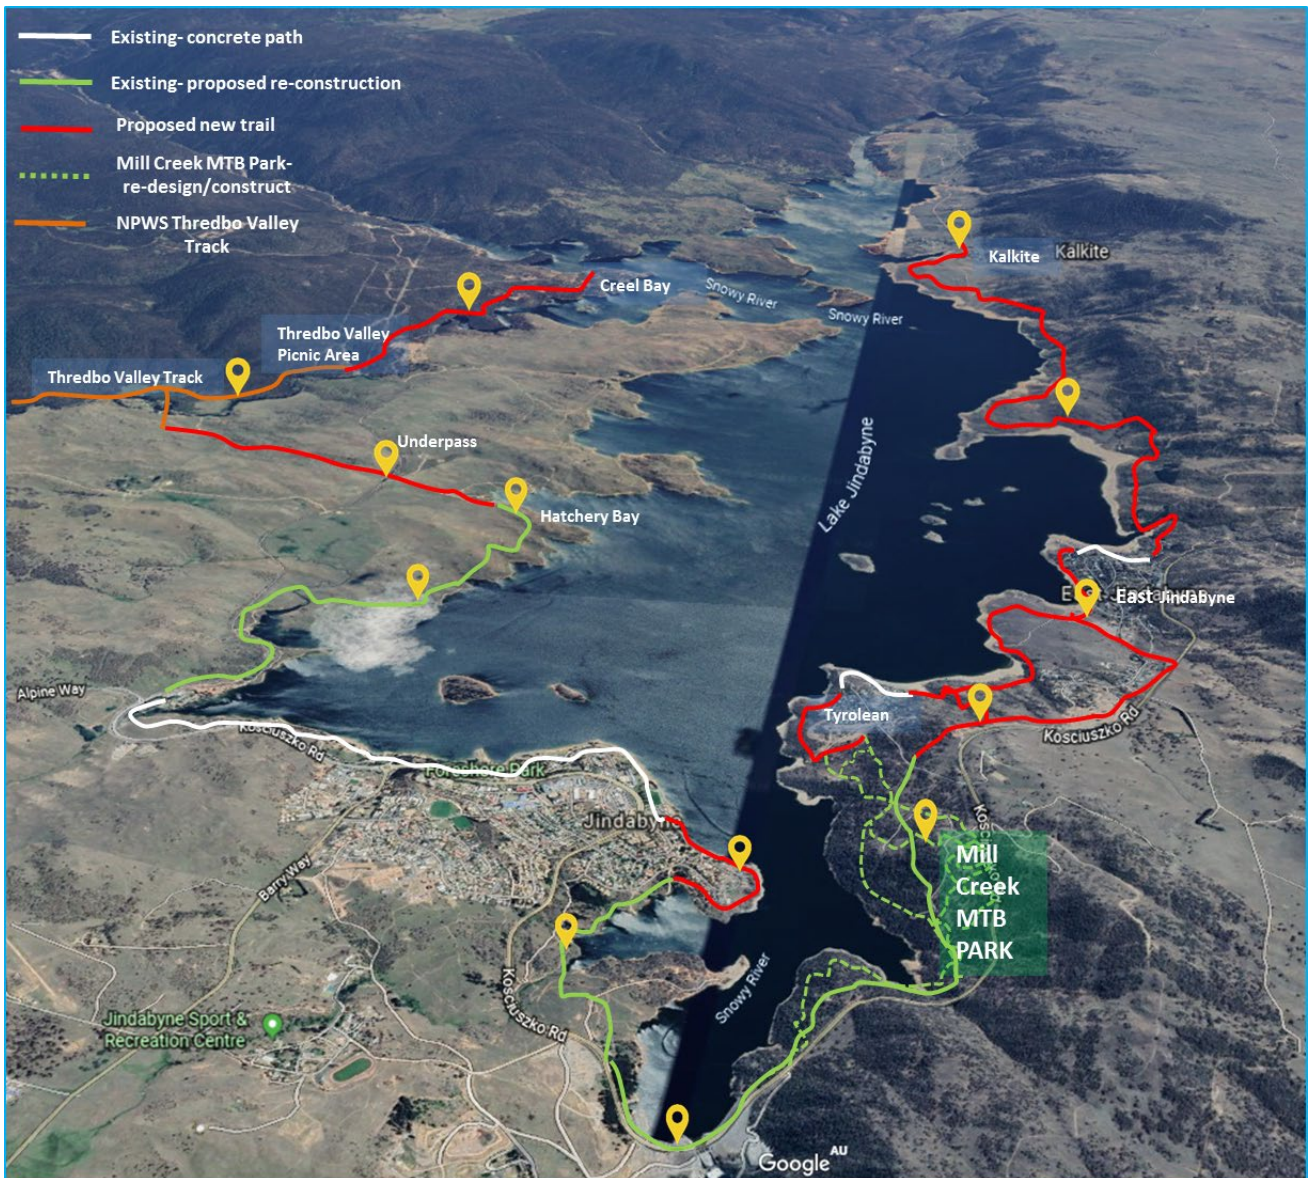 Existing- concrete path
Existing- proposed re-construction
Proposed new trail
Mill Creek MTB Park-
re-design/construct
NPWS Thredbo Valley
Track
Kalkite
Kalkite
Creel Bay
Snowy River
Snowy River
Thredbo Valley
Picnic Area
Thredbo Valley Track
Underpass
Hatchery Bay
Lake Jindabyne
East Jindabyne
East Jindabyne
Alpine Way
Kosciuszko Rd
Tyrolean
Kosciuszko Rd
Foreshore Park
Jindabyne
Barry Way
Mill
Creek
MTB
PARK
Kosciuszko Rd
Snowy River
Jindabyne Sport &
Recreation Centre
Google
AU